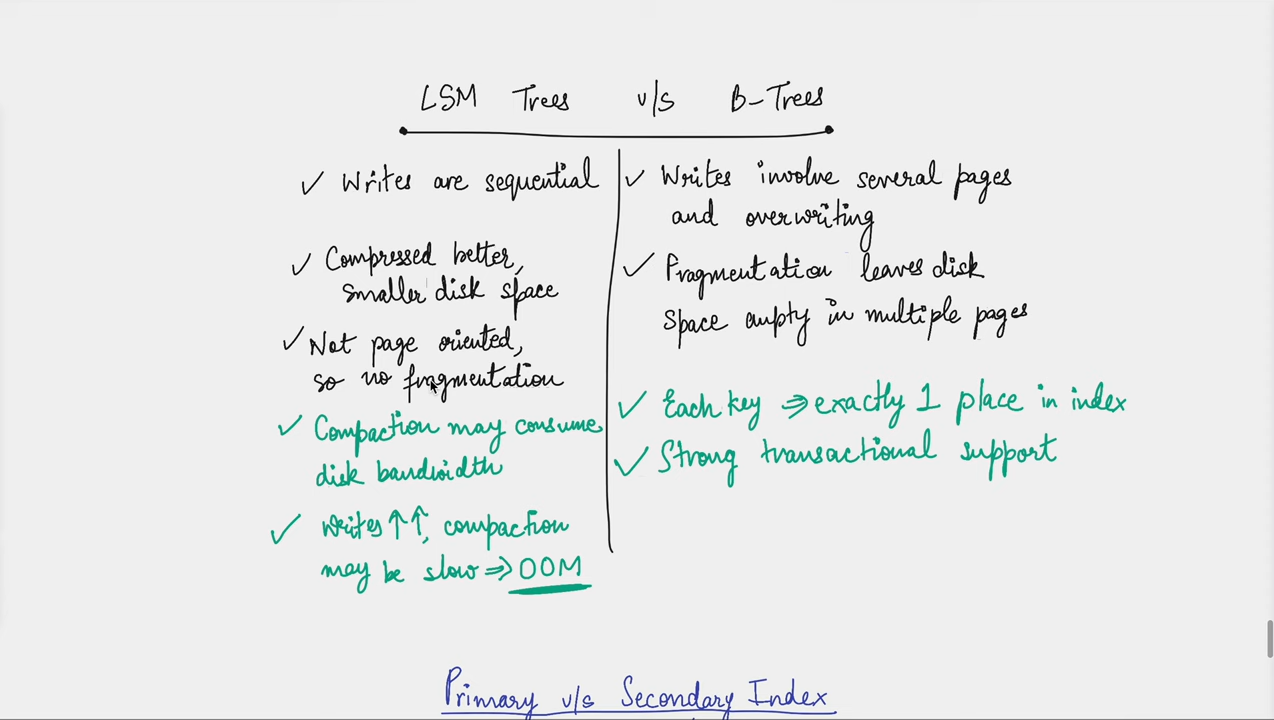 LSM Trees v/s B-Trees
✓ Writes are sequential
✓ Compressed better,
smaller disk space
✓ Not page oriented,
so no fragmentation
✓ Compaction may consume
disk bandwidth
✓ Writes ↑↑, compaction
may be slow ⇒ OOM
✓ Writes involve several pages
and overwriting
✓ Fragmentation leaves disk
space empty in multiple pages
✓ Each key ⇒ exactly 1 place in index
✓ Strong transactional support
Primary v/s Secondary Index